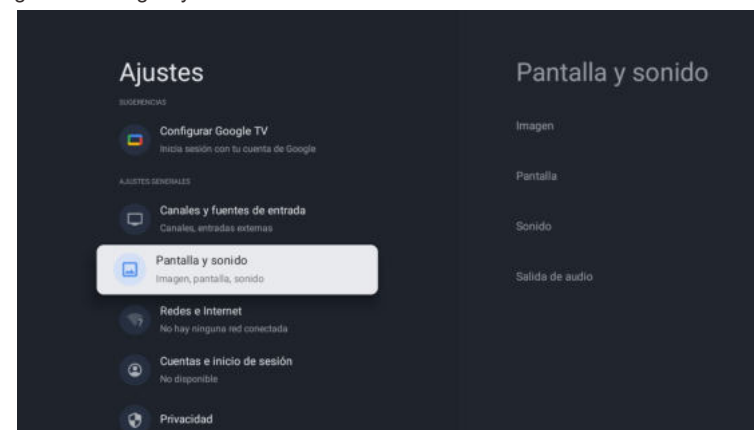 Ajustes
SUGERENCIAS
Configurar Google TV
Inicia sesión con tu cuenta de Google
AJUSTES GENERALES
Canales y fuentes de entrada
Canales, entradas externas
Pantalla y sonido
Imagen, pantalla, sonido
Redes e Internet
No hay ninguna red conectada
Cuentas e inicio de sesión
No disponible
Privacidad
Pantalla y sonido
Imagen
Pantalla
Sonido
Salida de audio